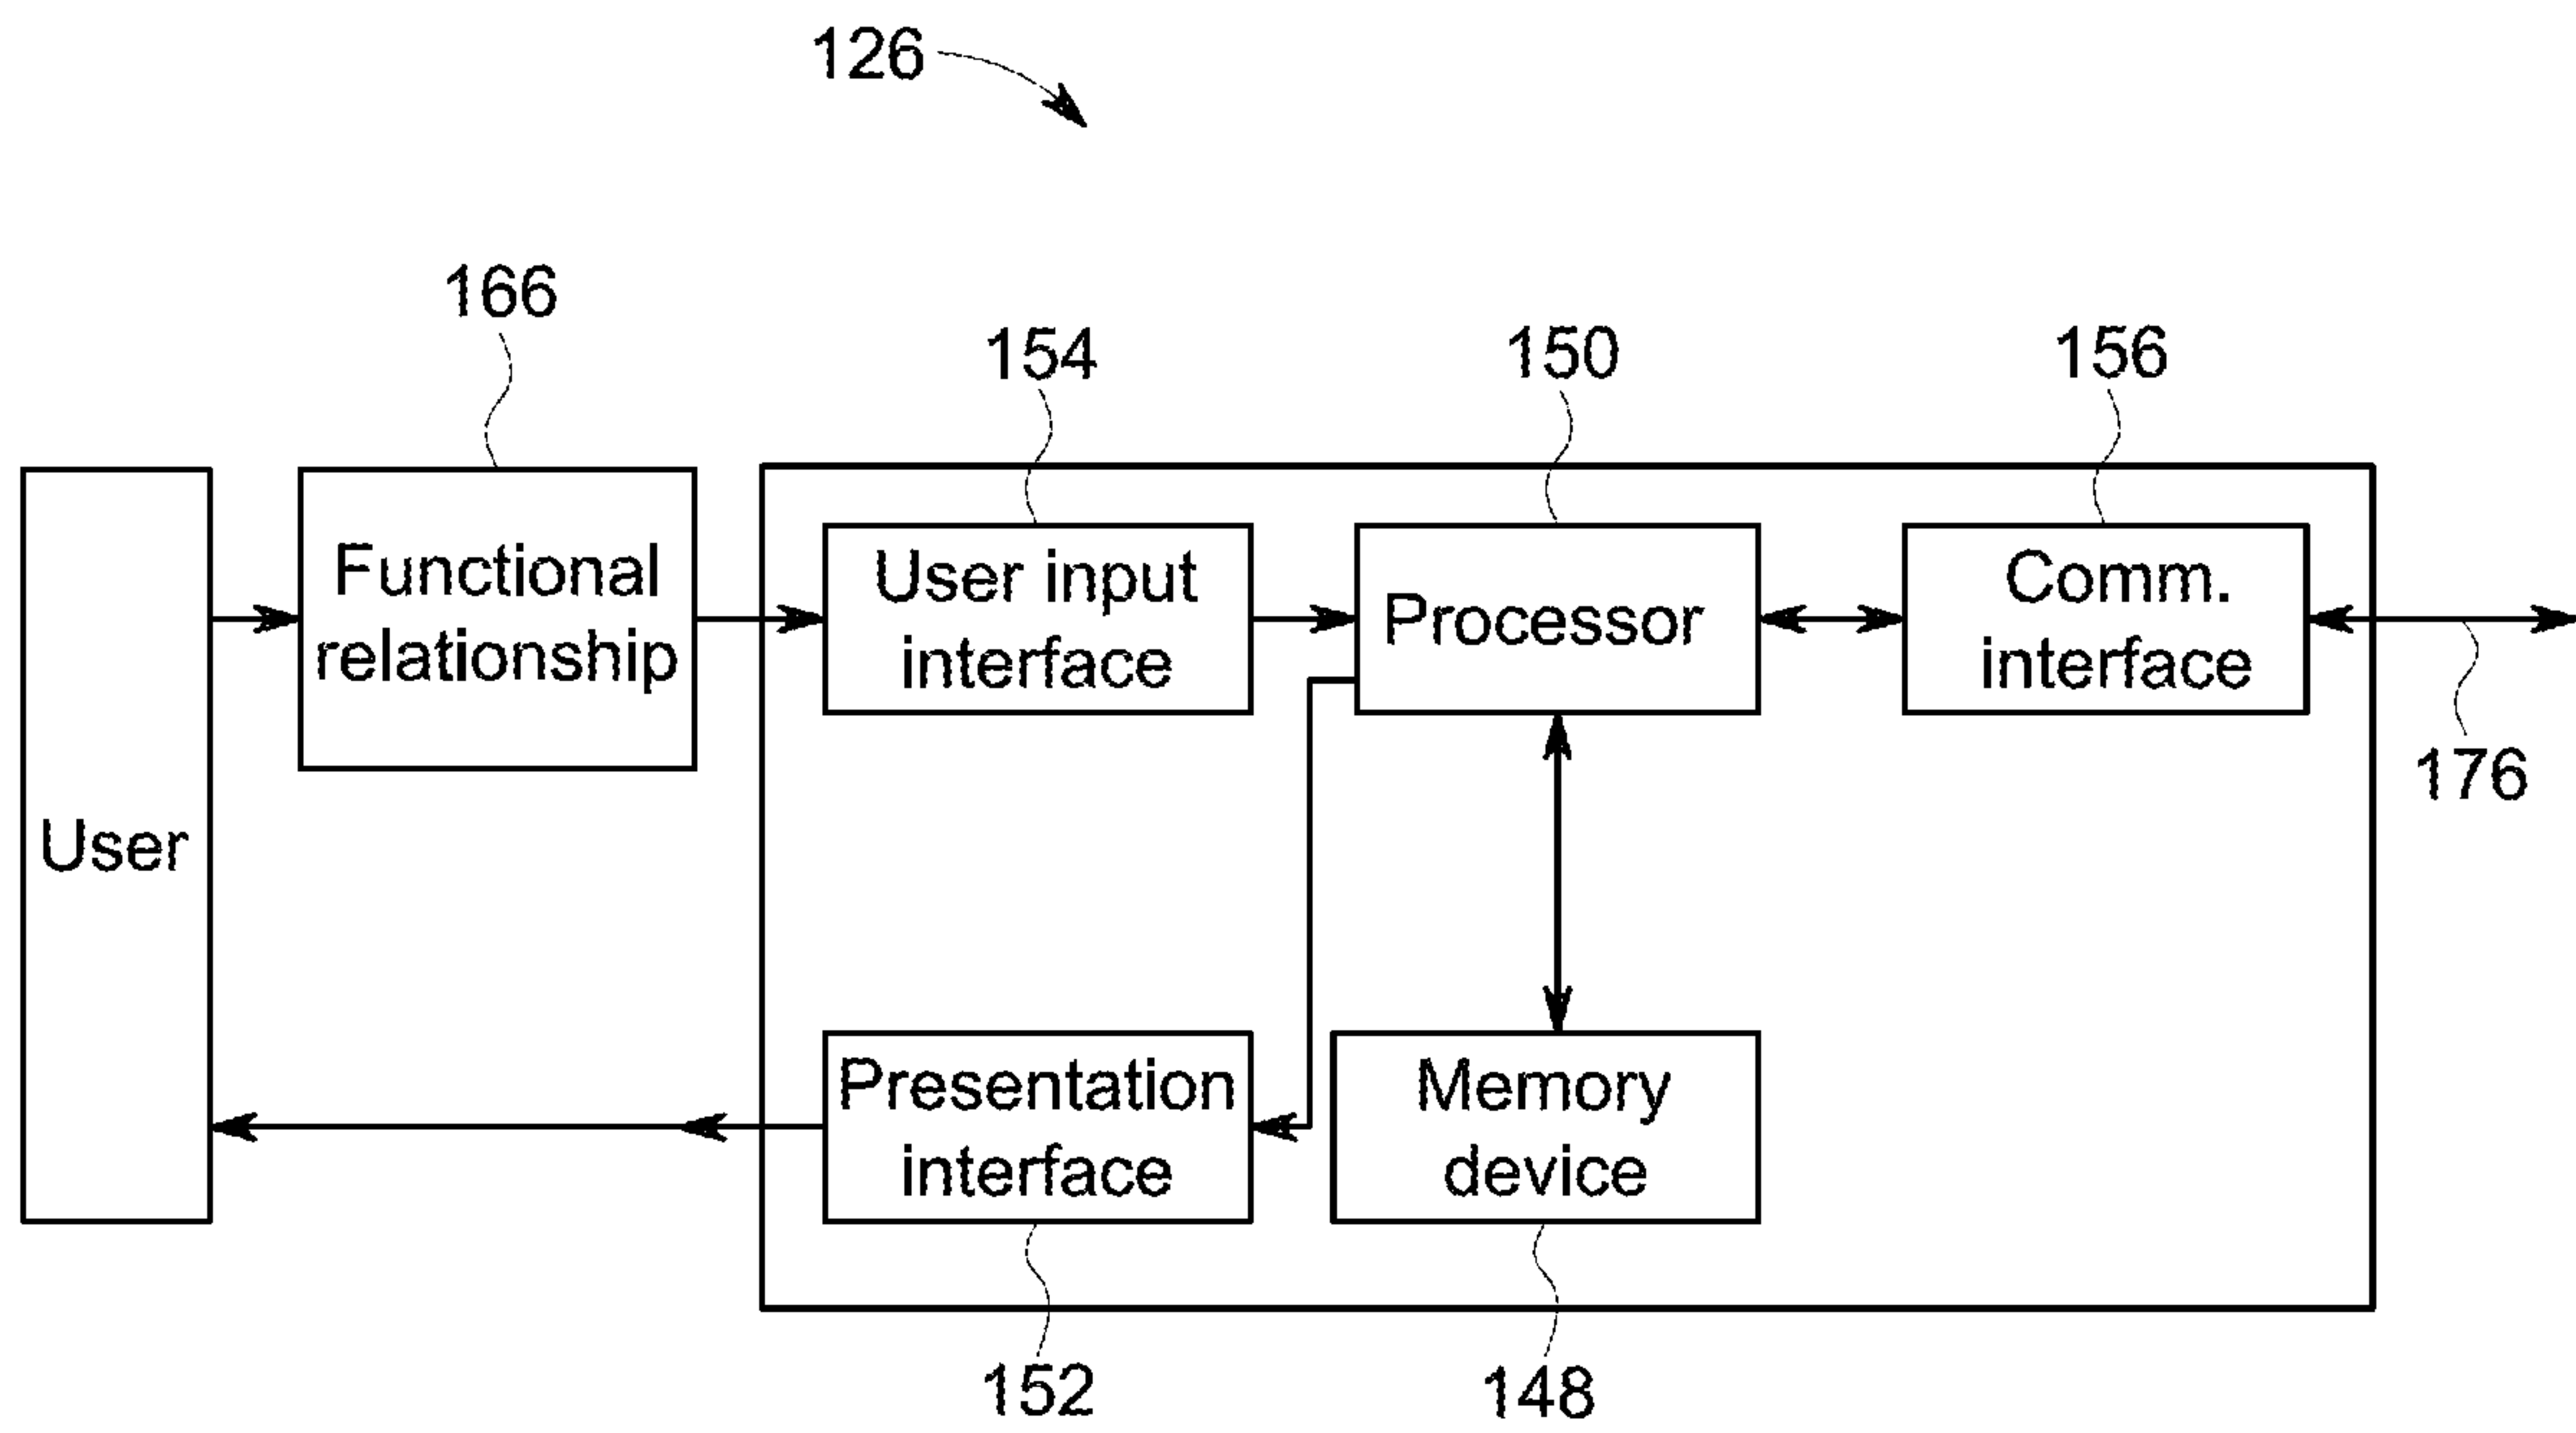 126
166
154
150
156
Functional
relationship
User input
interface
Processor
Comm.
interface
176
User
Presentation
interface
Memory
device
152
148